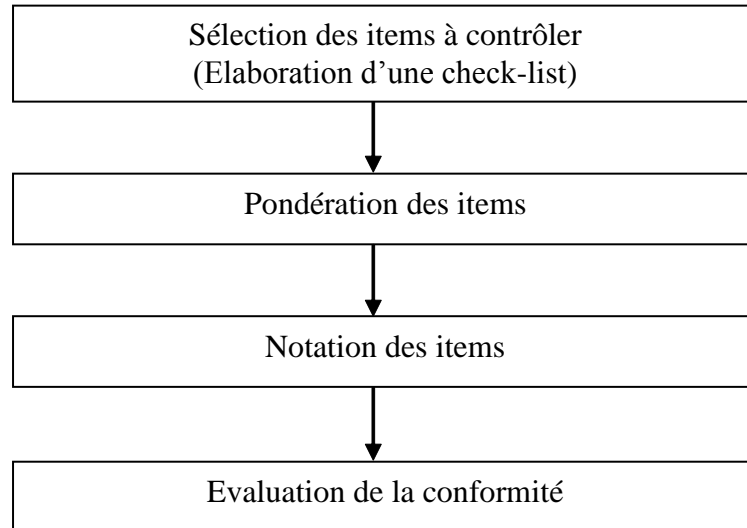 Sélection des items à contrôler
(Elaboration d’une check-list)
Pondération des items
Notation des items
Evaluation de la conformité